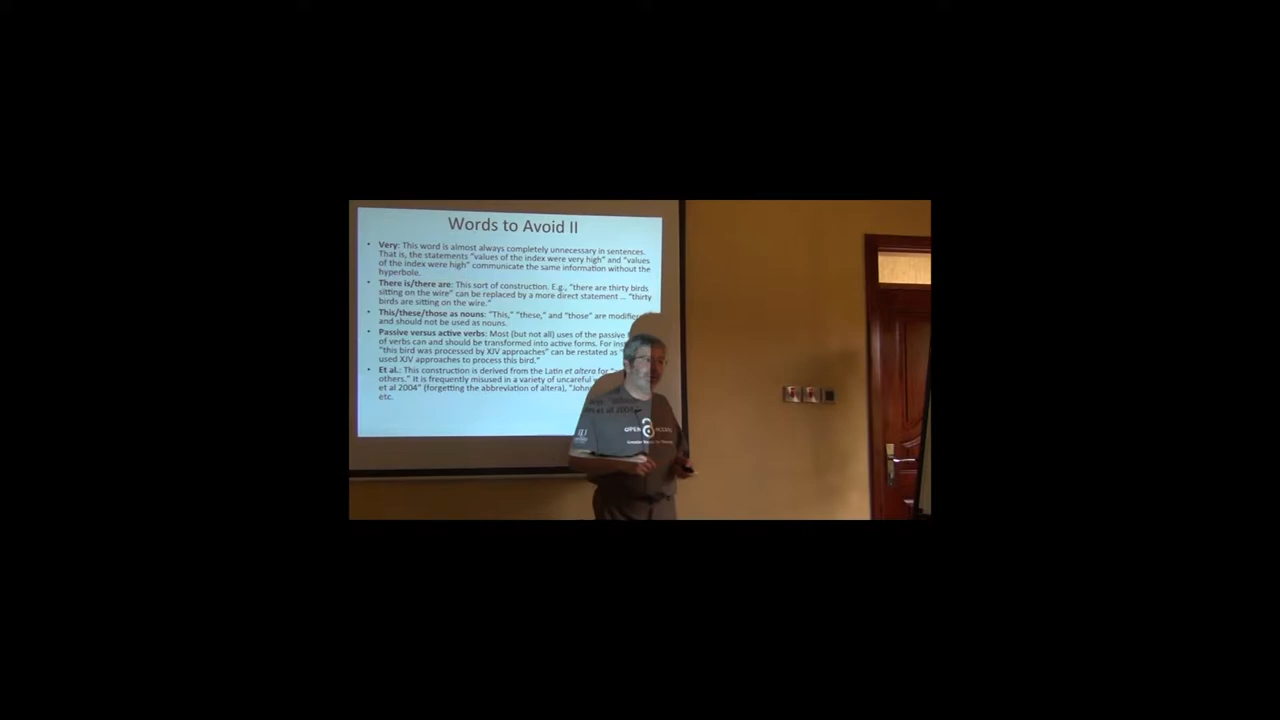 Words to Avoid II
• Very: This word is almost always completely unnecessary in sentences.
That is, the statements "values of the index were very high" and "values
of the index were high" communicate the same information without the
hyperbole.
• There is/there are: This sort of construction. E.g., "there are thirty birds
sitting on the wire" can be replaced by a more direct statement ... "thirty
birds are sitting on the wire."
• This/these/those as nouns: "This," "these," and "those" are modifie
and should not be used as nouns.
• Passive versus active verbs: Most (but not all) uses of the passive
of verbs can and should be transformed into active forms. For ins
"this bird was processed by XJV approaches" can be restated as
used XJV approaches to process this bird."
• Et al.: This construction is derived from the Latin et altera for
others." It is frequently misused in a variety of uncareful
et al 2004" (forgetting the abbreviation of altera), "John
etc.
et al! 2004
OPEN